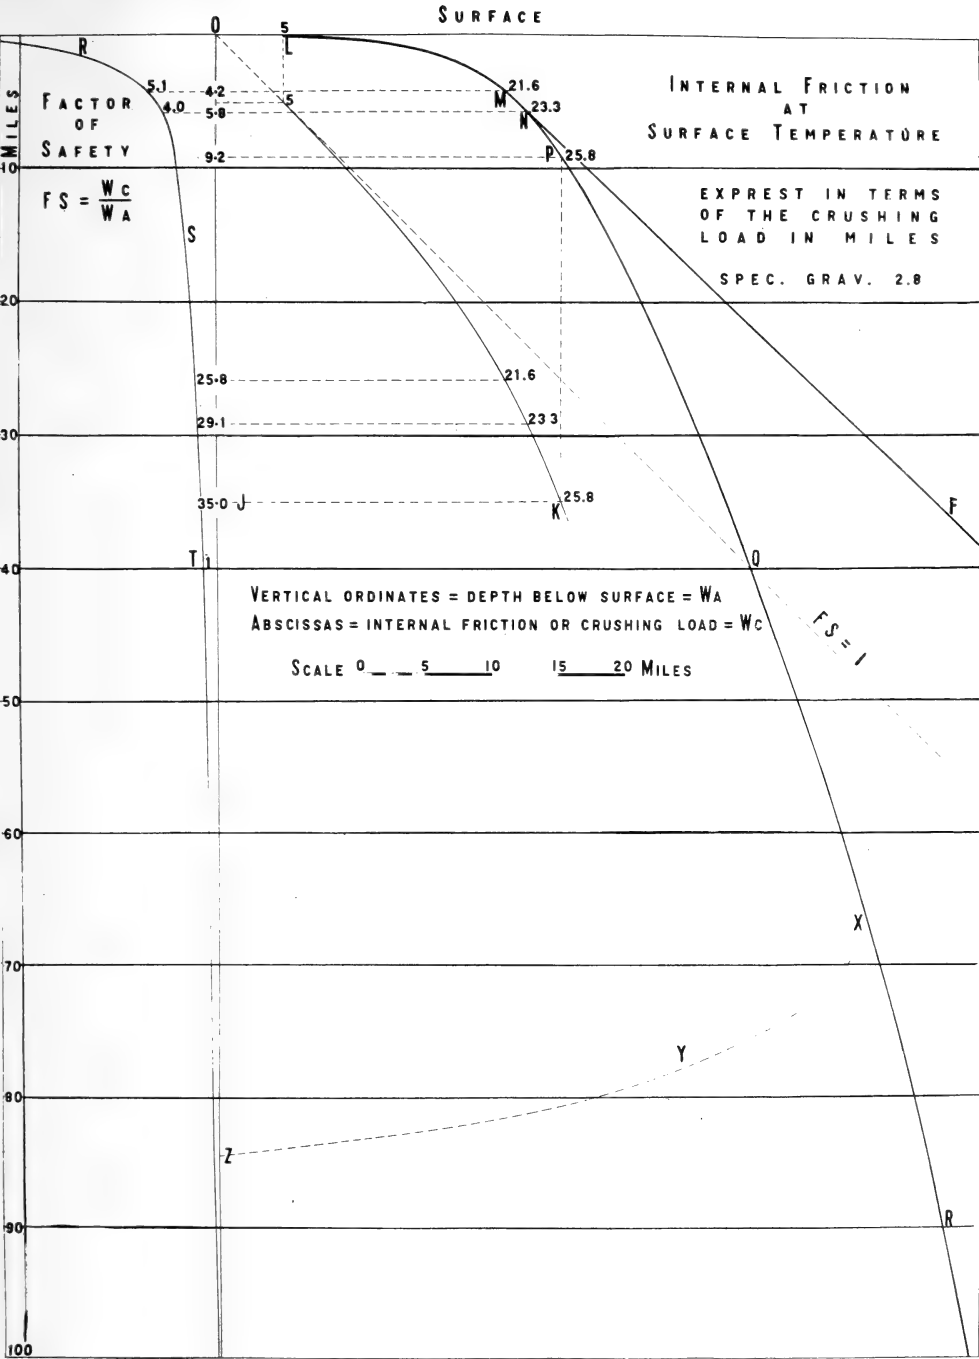 SURFACE
O
5
L
R
5.1
4.2
21.6
M
4.0
5
5.8
23.3
N
9.2
P
25.8
MILES
FACTOR
OF
SAFETY
FS = WC
WA
INTERNAL FRICTION
AT
SURFACE TEMPERATURE
EXPREST IN TERMS
OF THE CRUSHING
LOAD IN MILES
SPEC. GRAV. 2.8
10
S
20
25.8
21.6
29.1
23.3
30
35.0 J
K
25.8
F
T 1
Q
40
VERTICAL ORDINATES = DEPTH BELOW SURFACE = WA
ABSCISSAS = INTERNAL FRICTION OR CRUSHING LOAD = WC
FS = 1
SCALE 0 5 10 15 20 MILES
50
60
X
70
Y
80
Z
90
R
100